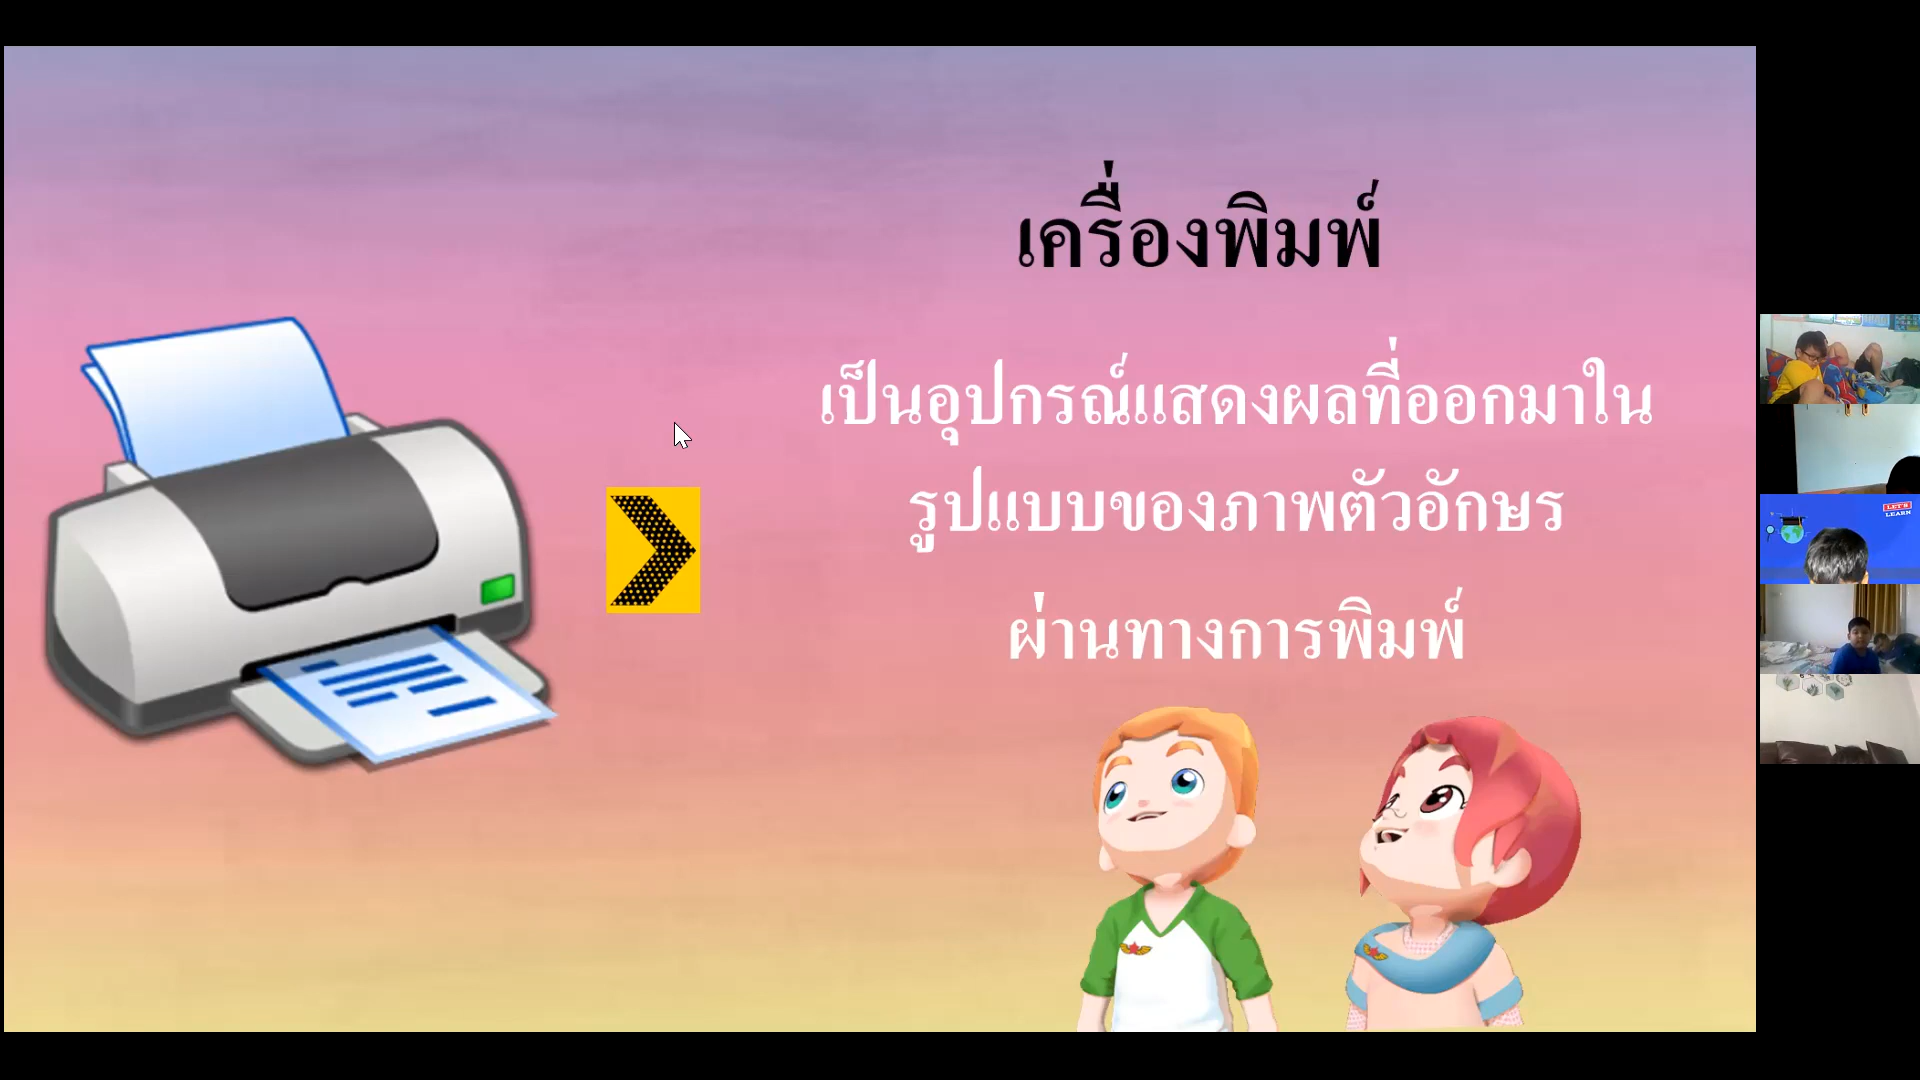 เครื่องพิมพ์
เป็นอุปกรณ์แสดงผลที่ออกมาใน
รูปแบบของภาพตัวอักษร
ผ่านทางการพิมพ์
LET'S
LEARN